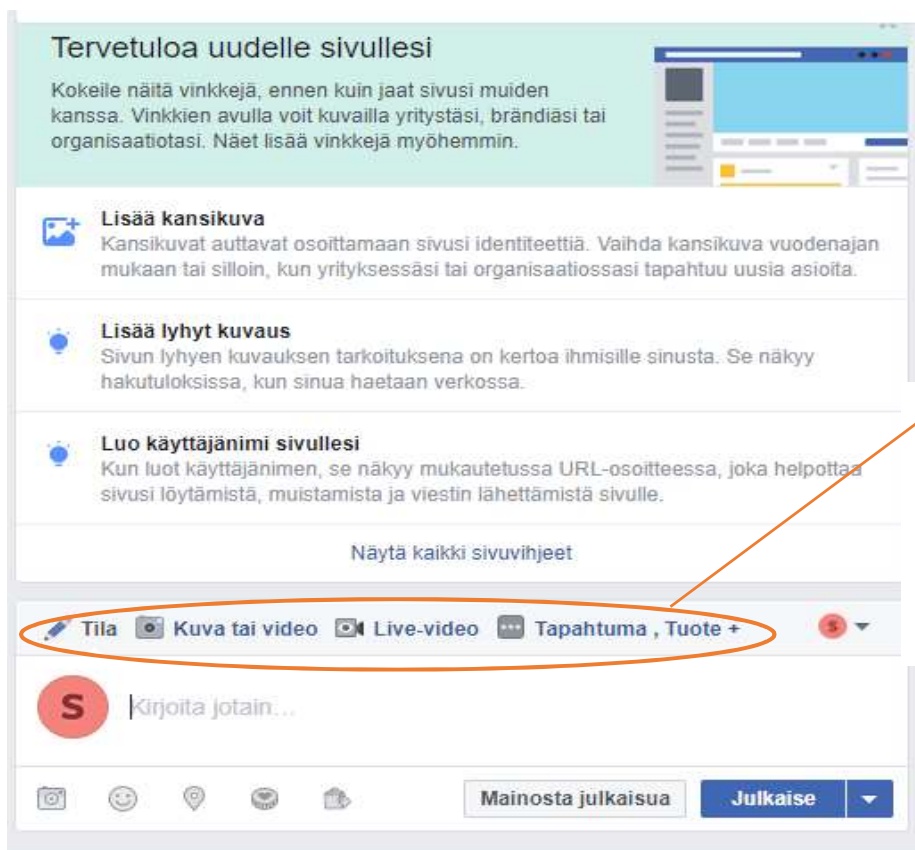 Tervetuloa uudelle sivullesi
Kokeile näitä vinkkejä, ennen kuin jaat sivusi muiden
kanssa. Vinkkien avulla voit kuvailla yritystäsi, brändiäsi tai
organisaatiotasi. Näet lisää vinkkejä myöhemmin.
Lisää kansikuva
Kansikuvat auttavat osoittamaan sivusi identiteettiä. Vaihda kansikuva vuodenajan
mukaan tai silloin, kun yrityksessäsi tai organisaatiossasi tapahtuu uusia asioita.
Lisää lyhyt kuvaus
Sivun lyhyen kuvauksen tarkoituksena on kertoa ihmisille sinusta. Se näkyy
hakutuloksissa, kun sinua haetaan verkossa.
Luo käyttäjänimi sivullesi
Kun luot käyttäjänimen, se näkyy mukautetussa URL-osoitteessa, joka helpottaa
sivusi löytämistä, muistamista ja viestin lähettämistä sivulle.
Näytä kaikki sivuvihjeet
Tila Kuva tai video Live-video Tapahtuma , Tuote + S
S Kirjoita jotain...
Mainosta julkaisua Julkaise